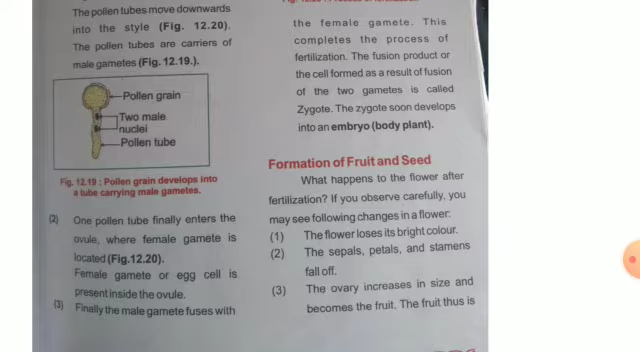 The pollen tubes move downwards
into the style (Fig. 12.20).
The pollen tubes are carriers of
male gametes (Fig. 12.19.).
Pollen grain
Two male
nuclei
Pollen tube
Fig. 12.19 : Pollen grain develops into
a tube carrying male gametes.
(2) One pollen tube finally enters the
ovule, where female gamete is
located (Fig.12.20).
Female gamete or egg cell is
present inside the ovule.
(3) Finally the male gamete fuses with
the female gamete. This
completes the process of
fertilization. The fusion product or
the cell formed as a result of fusion
of the two gametes is called
Zygote. The zygote soon develops
into an embryo (body plant).
Formation of Fruit and Seed
What happens to the flower after
fertilization? If you observe carefully, you
may see following changes in a flower:
(1) The flower loses its bright colour.
(2) The sepals, petals, and stamens
fall off.
(3) The ovary increases in size and
becomes the fruit. The fruit thus is